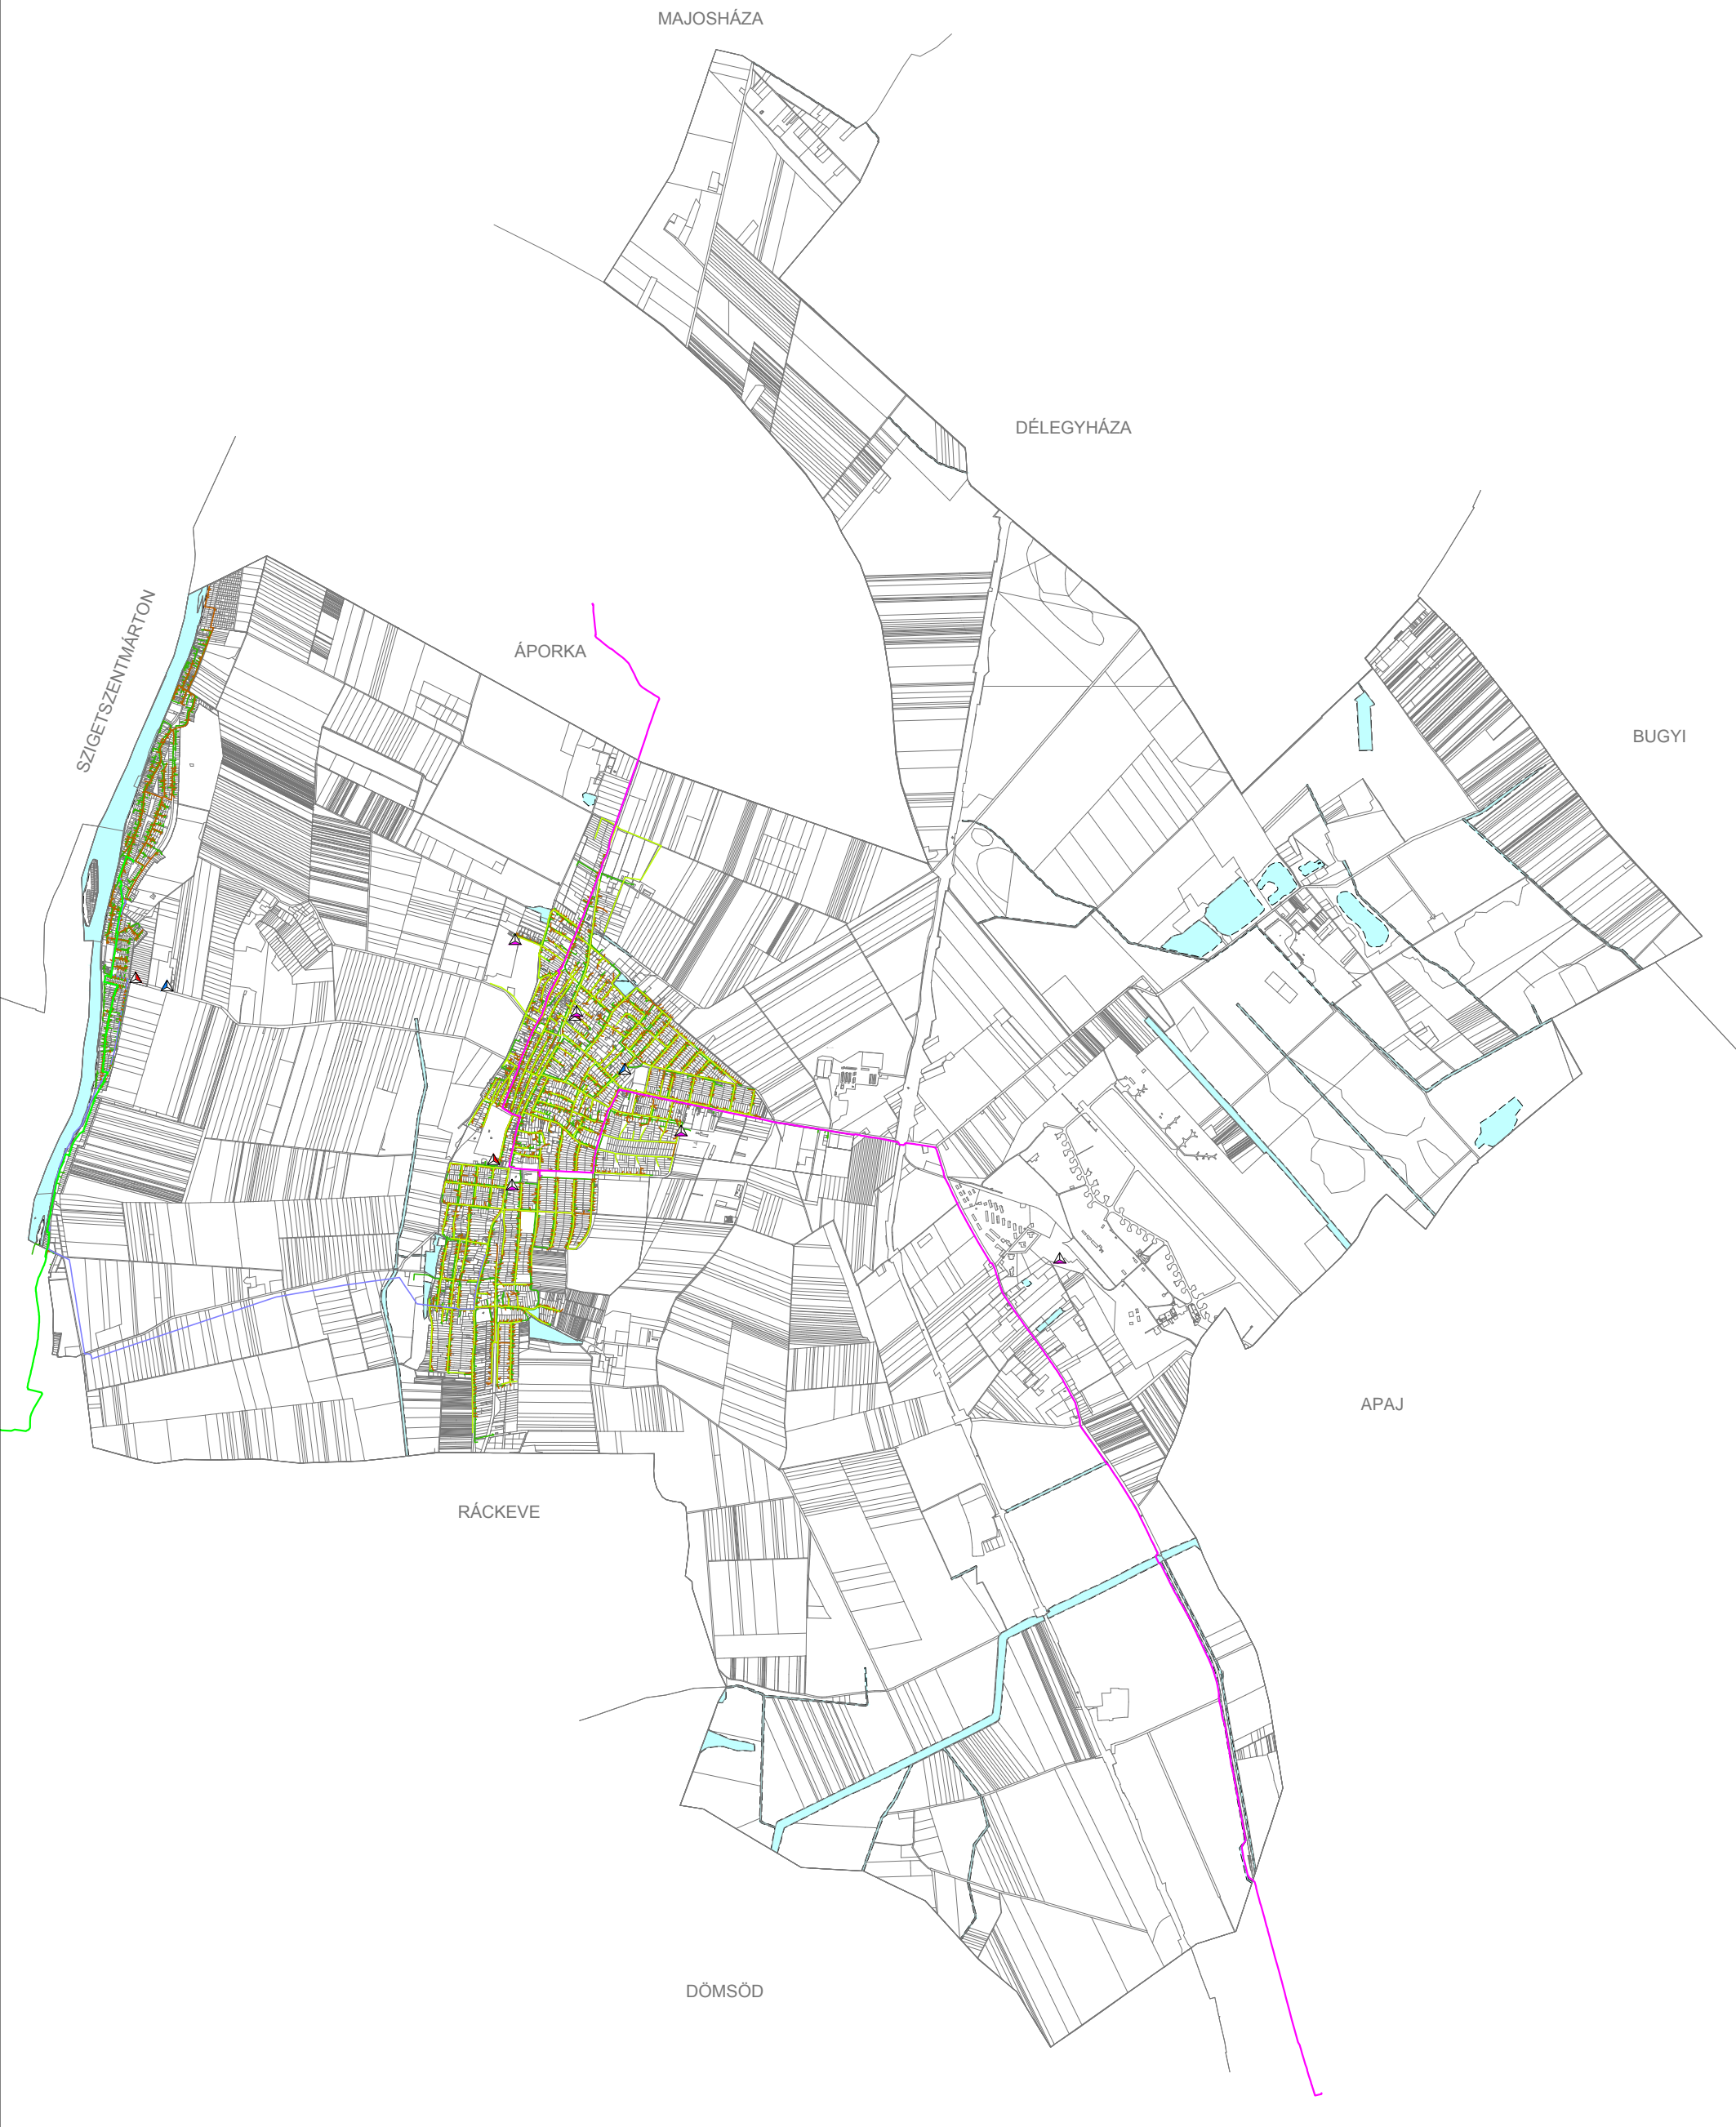 MAJOSHÁZA
DÉLEGYHÁZA
SZIGETSZENTMÁRTON
ÁPORKA
BUGYI
APAJ
RÁCKEVE
DÖMSÖD